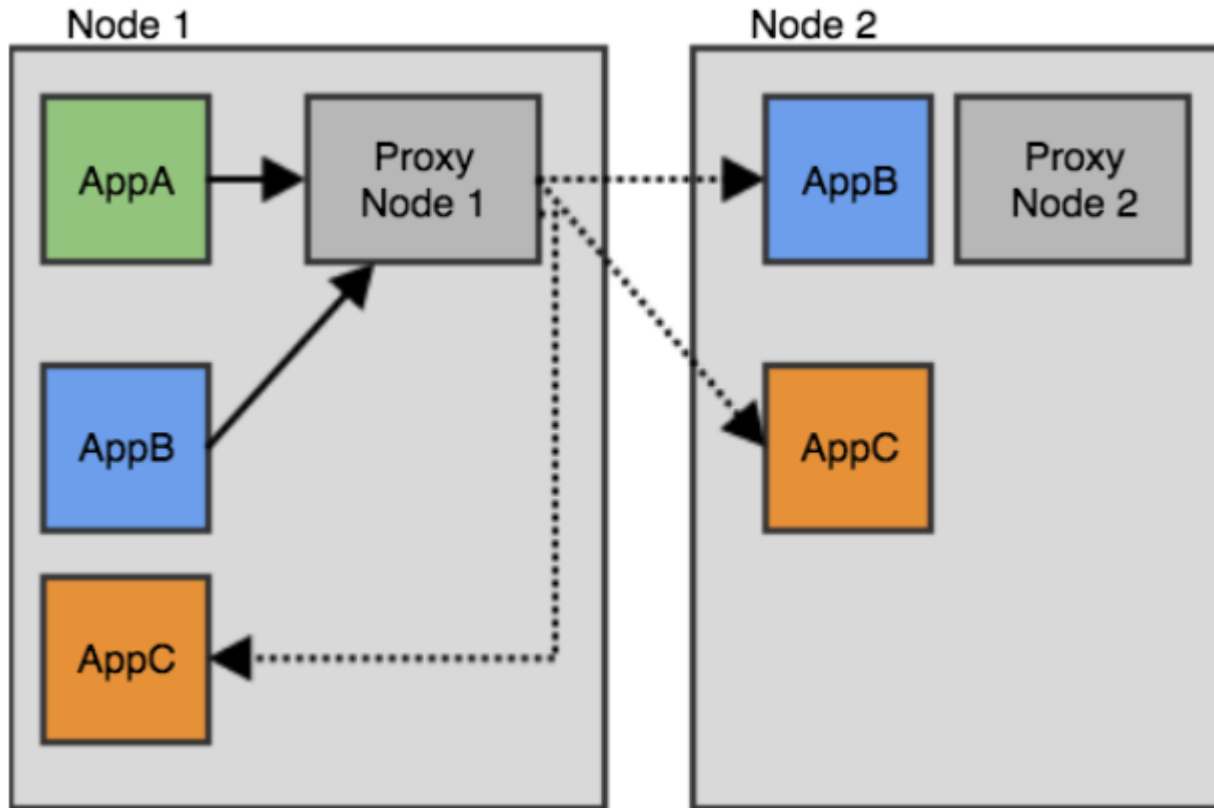 Node 1
Node 2
AppA
Proxy
Node 1
AppB
Proxy
Node 2
AppB
AppC
AppC